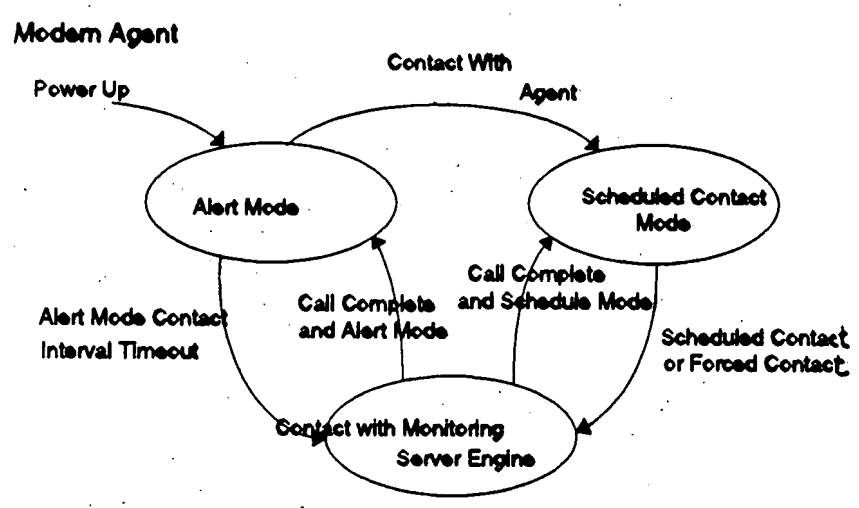 Modem Agent
Power Up
Contact With
Agent
Alert Mode
Scheduled Contact
Mode
Call Complete
and Alert Mode
Call Complete
and Schedule Mode
Alert Mode Contact
Interval Timeout
Scheduled Contact
or Forced Contact
Contact with Monitoring
Server Engine